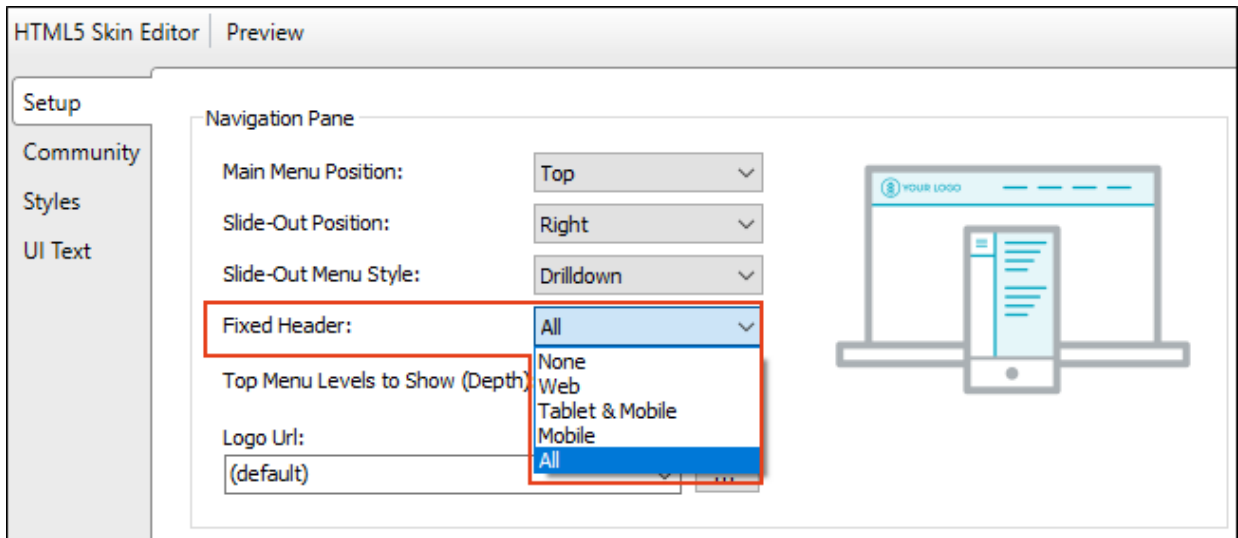 HTML5 Skin Editor Preview
Setup
Community
Styles
UI Text
Navigation Pane
Main Menu Position: Top
Slide-Out Position: Right
Slide-Out Menu Style: Drilldown
Fixed Header: All
None
Web
Tablet & Mobile
Mobile
All
Top Menu Levels to Show (Depth)
Logo Url:
(default)
YOUR LOGO